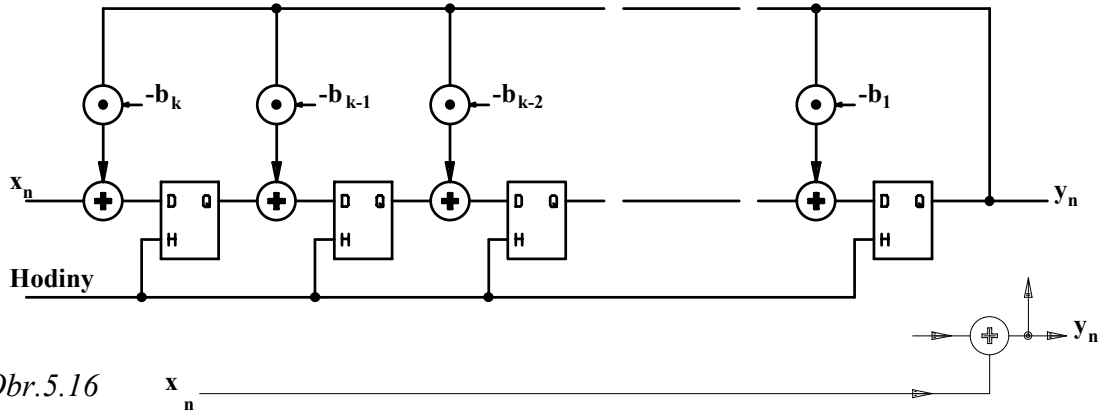 -b k -b k-1 -b k-2 -b 1
x n D Q D Q D Q D Q y n
H H H H
Hodiny
y n
Obr.5.16 x n